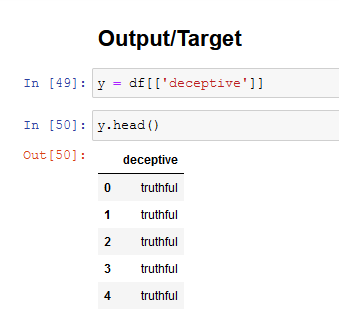 Output/Target
In [49]: y = df[['deceptive']]
In [50]: y.head()
Out[50]:
deceptive
0 truthful
1 truthful
2 truthful
3 truthful
4 truthful